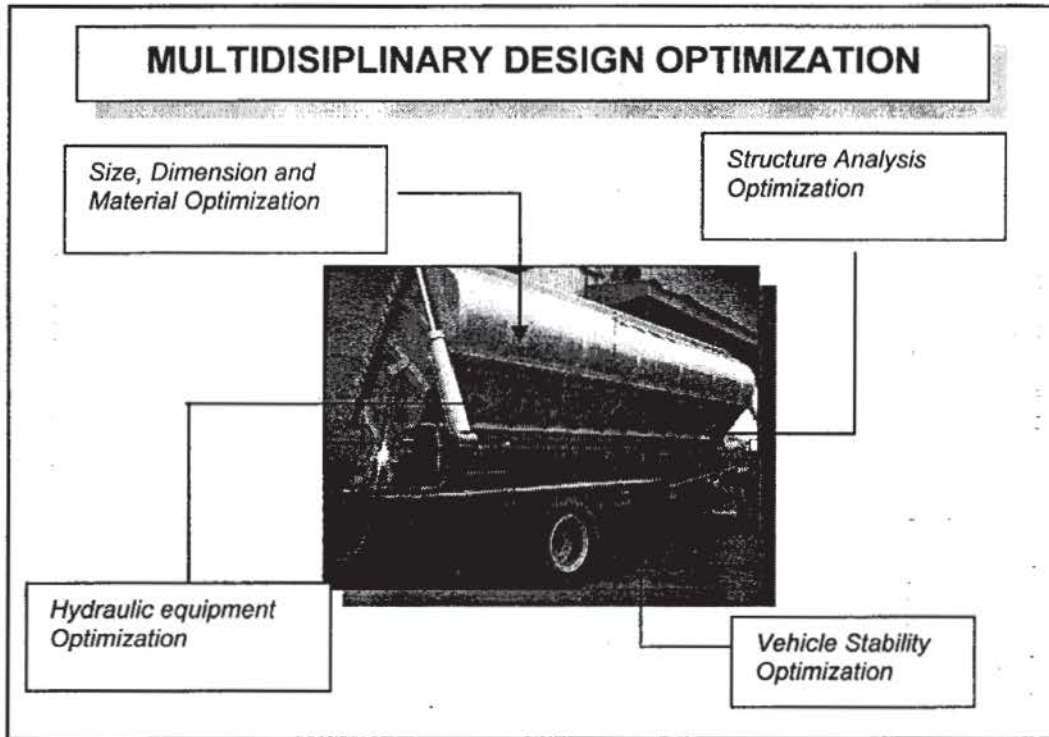 MULTIDISIPLINARY DESIGN OPTIMIZATION
Size, Dimension and
Material Optimization
Structure Analysis
Optimization
Hydraulic equipment
Optimization
Vehicle Stability
Optimization